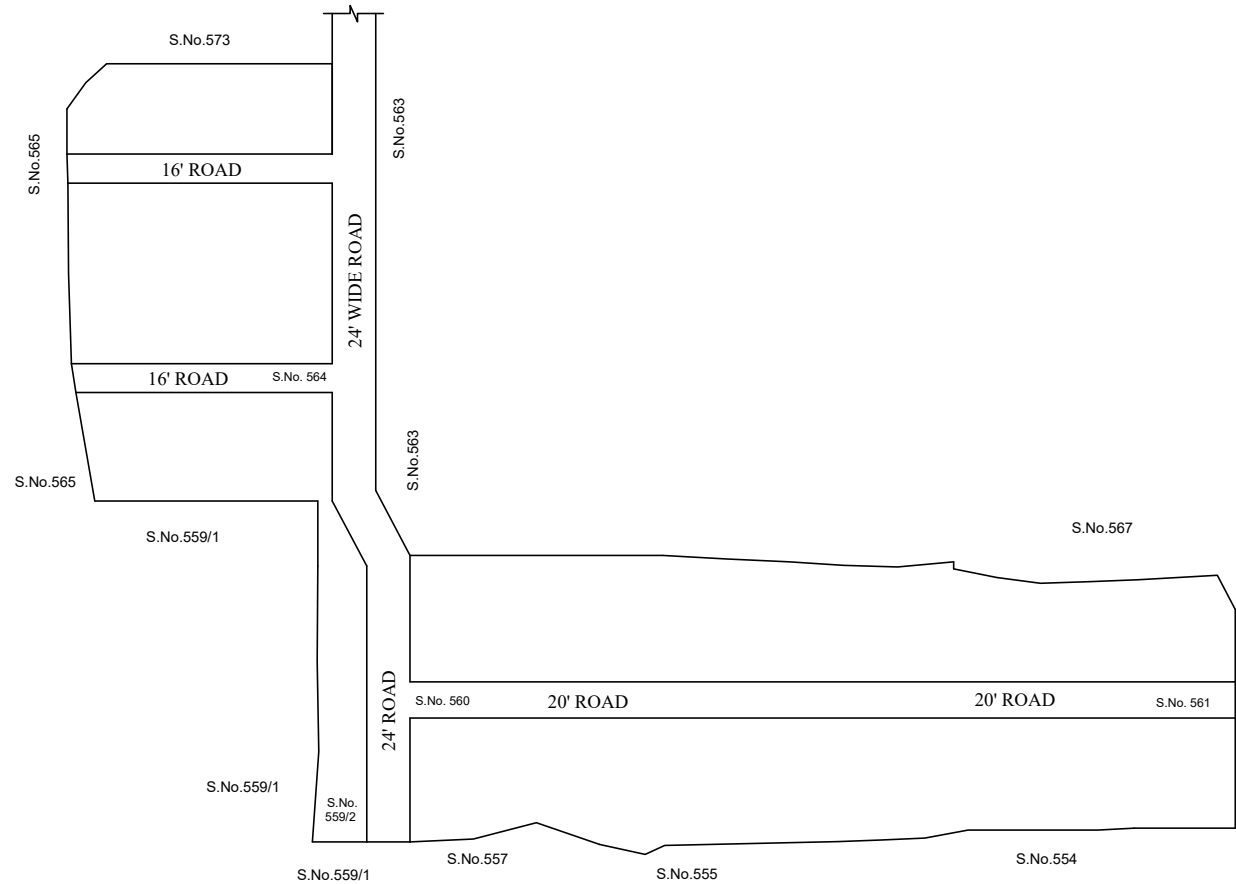 S.No.573
S.No.563
S.No.565
16' ROAD
24' WIDE ROAD
16' ROAD
S.No. 564
S.No.563
S.No.565
S.No.559/1
S.No.567
24' ROAD
S.No. 560
20' ROAD
20' ROAD
S.No. 561
S.No.559/1
S.No.
559/2
S.No.557
S.No.554
S.No.559/1
S.No.555